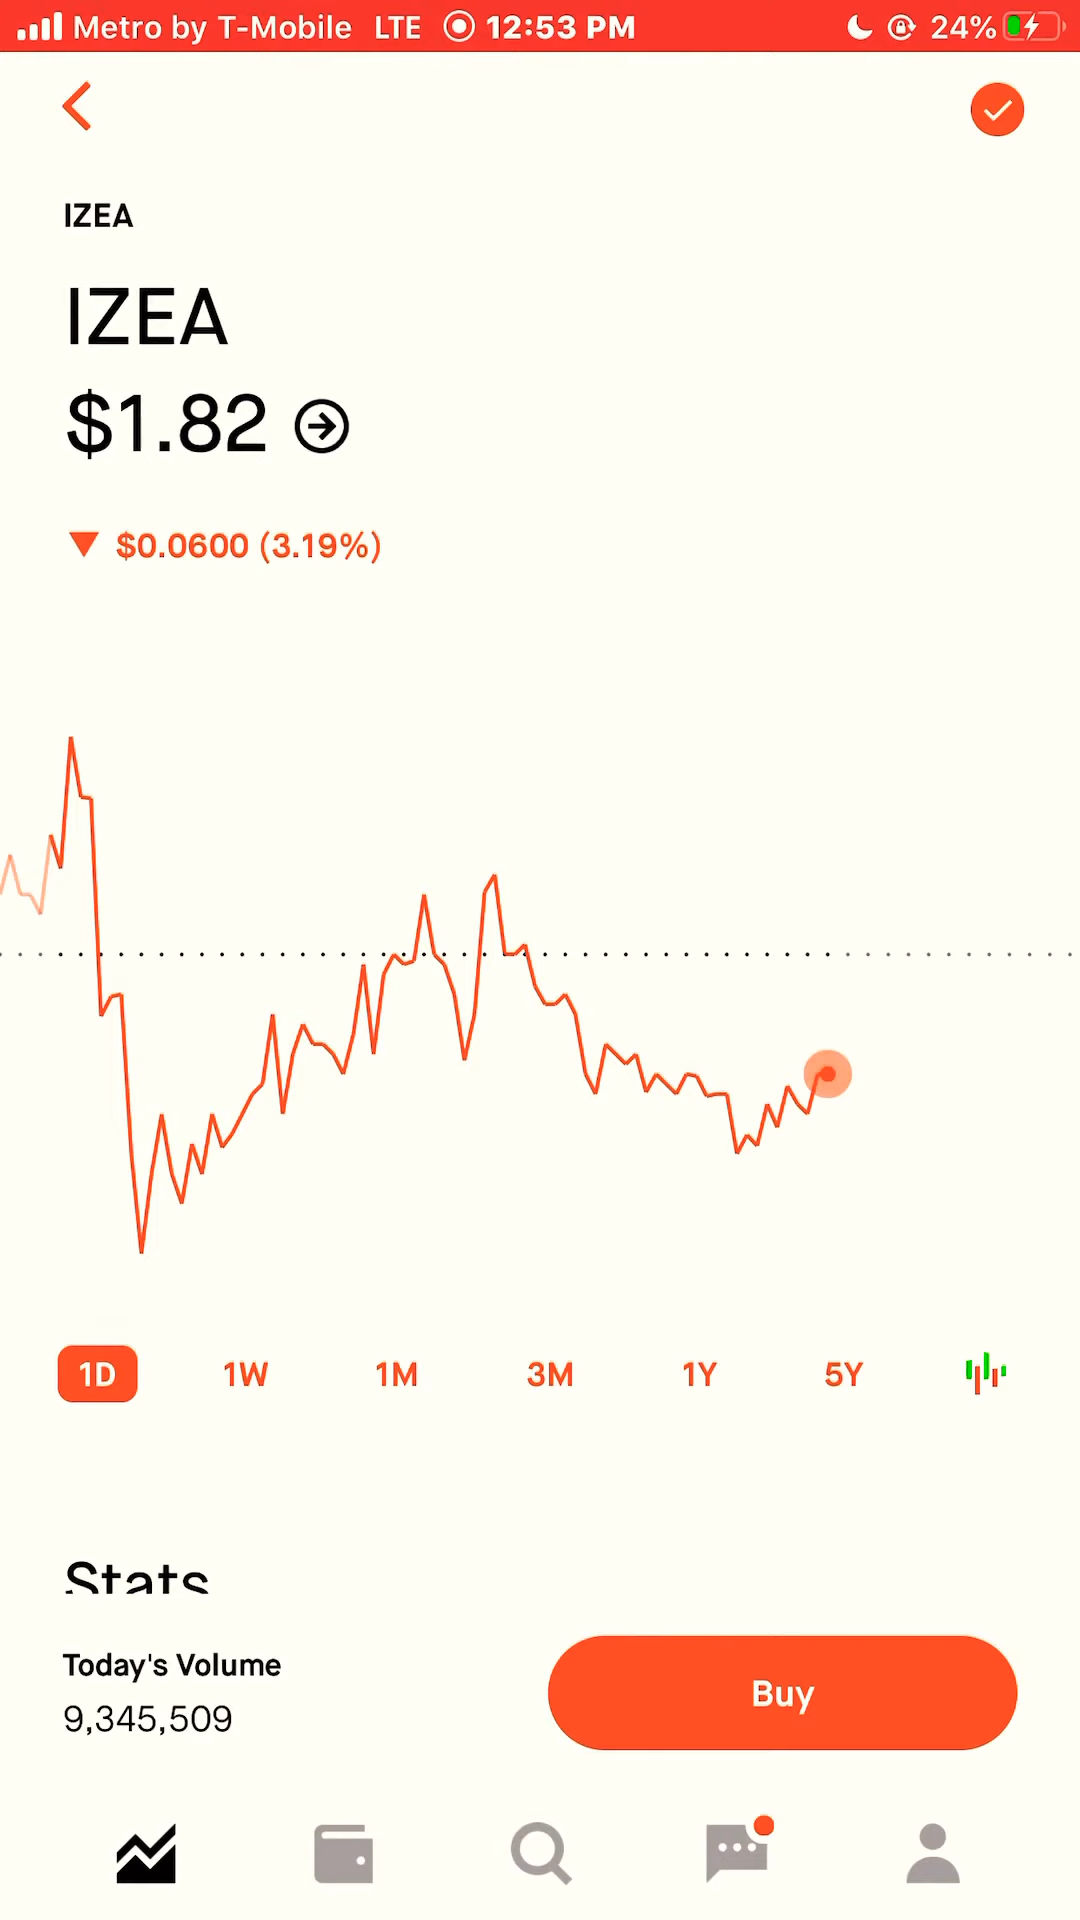 Metro by T-Mobile LTE 12:53 PM 24%
IZEA
IZEA
$1.82
$0.0600 (3.19%)
1D 1W 1M 3M 1Y 5Y
Stats
Today's Volume
9,345,509
Buy